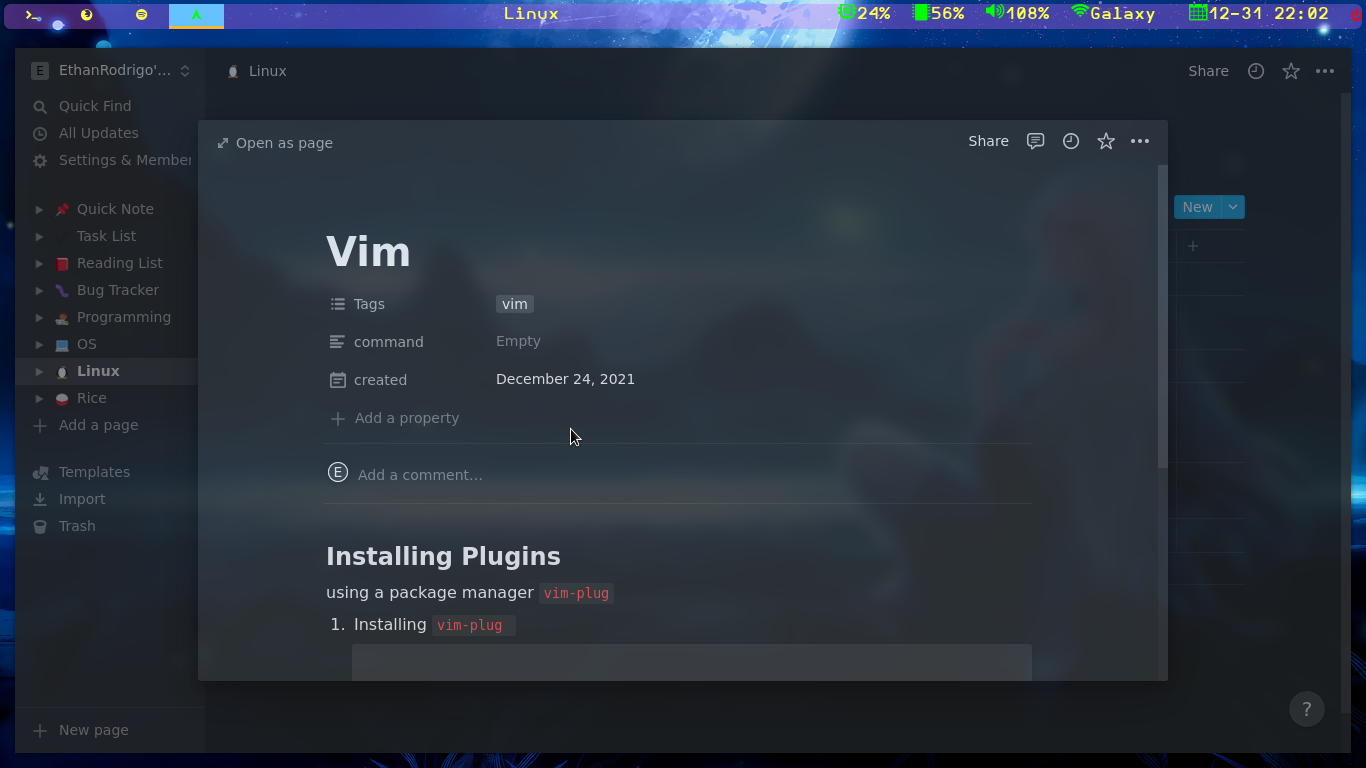 Linux
24%
56%
108%
Galaxy
12-31 22:02
E EthanRodrigo'...
Linux
Share
Quick Find
All Updates
Settings & Member
Quick Note
Task List
Reading List
Bug Tracker
Programming
OS
Linux
Rice
Add a page
Templates
Import
Trash
New page
New
Open as page
Share
Vim
Tags vim
command Empty
created December 24, 2021
Add a property
E Add a comment...
Installing Plugins
using a package manager vim-plug
1. Installing vim-plug
?